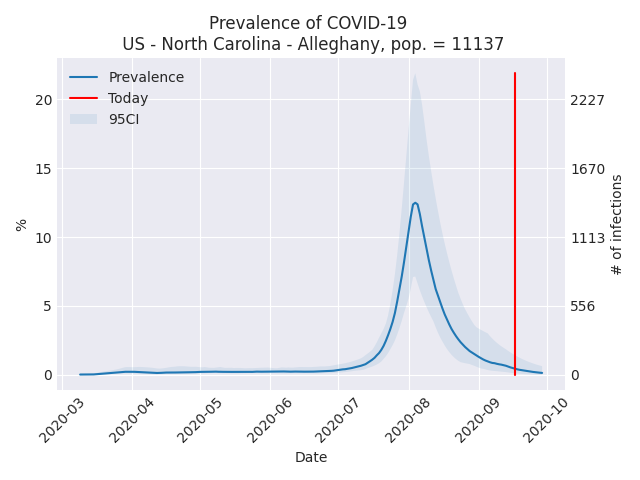 Prevalence of COVID-19
US - North Carolina - Alleghany, pop. = 11137
Prevalence
Today
95CI
%
20
15
10
5
0
2227
1670
1113
556
0
# of infections
2020-03
2020-04
2020-05
2020-06
2020-07
2020-08
2020-09
2020-10
Date